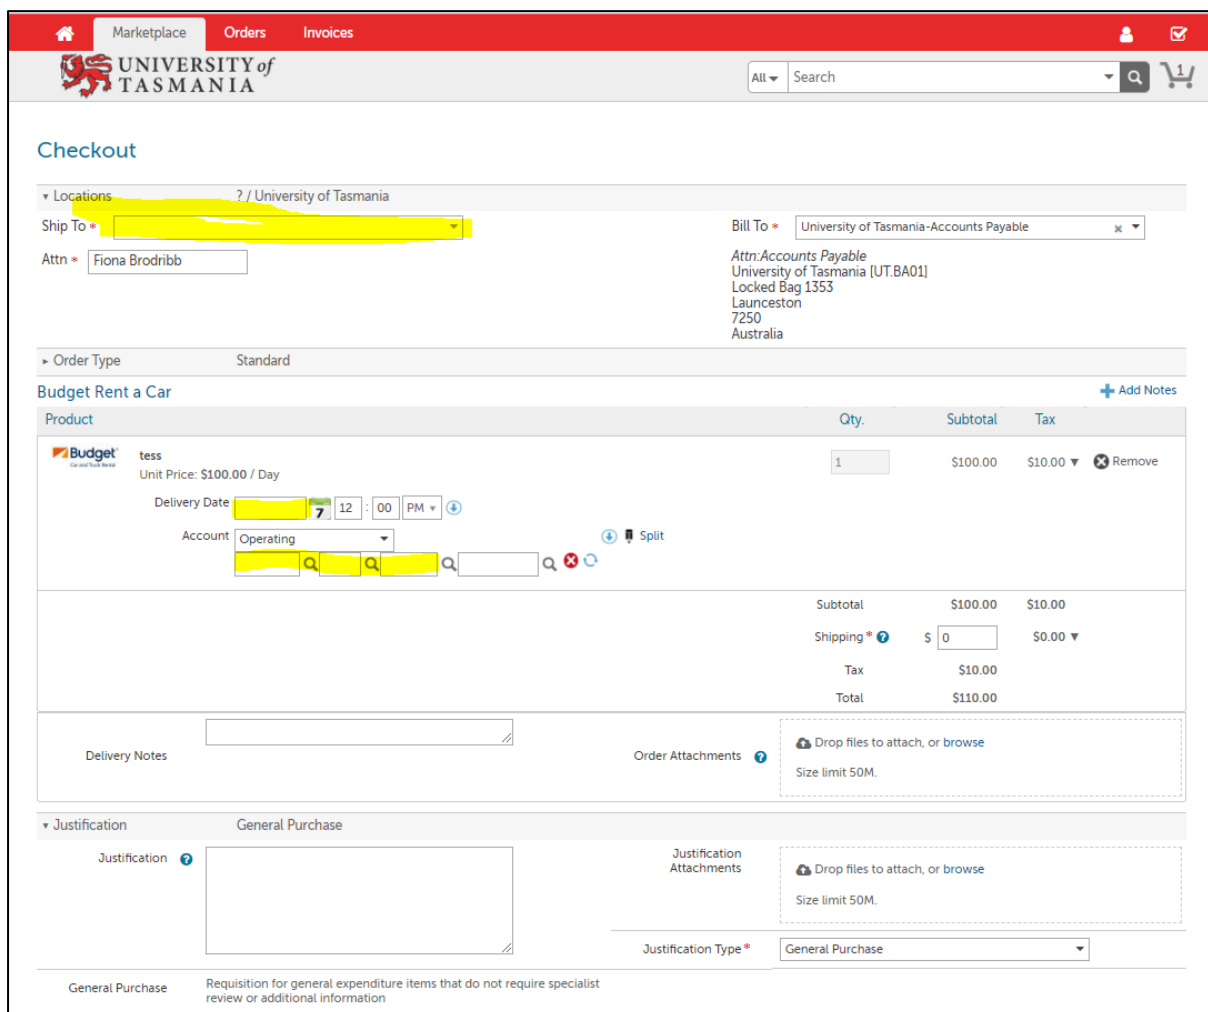 Marketplace Orders Invoices
UNIVERSITY of
TASMANIA
All Search 1
Checkout
Locations ? / University of Tasmania
Ship To * Bill To * University of Tasmania-Accounts Payable
Attn * Fiona Brodribb
Attn:Accounts Payable
University of Tasmania [UT.BA01]
Locked Bag 1353
Launceston
7250
Australia
Order Type Standard
Budget Rent a Car Add Notes
Product Qty. Subtotal Tax
Budget
Car and Truck Rental
tess
Unit Price: $100.00 / Day
1 $100.00 $10.00 Remove
Delivery Date 7 12 : 00 PM
Account Operating Split
Subtotal $100.00 $10.00
Shipping * ? $ 0 $0.00
Tax $10.00
Total $110.00
Delivery Notes
Order Attachments ? Drop files to attach, or browse
Size limit 50M.
Justification General Purchase
Justification ?
Justification
Attachments
Drop files to attach, or browse
Size limit 50M.
Justification Type * General Purchase
General Purchase Requisition for general expenditure items that do not require specialist
review or additional information